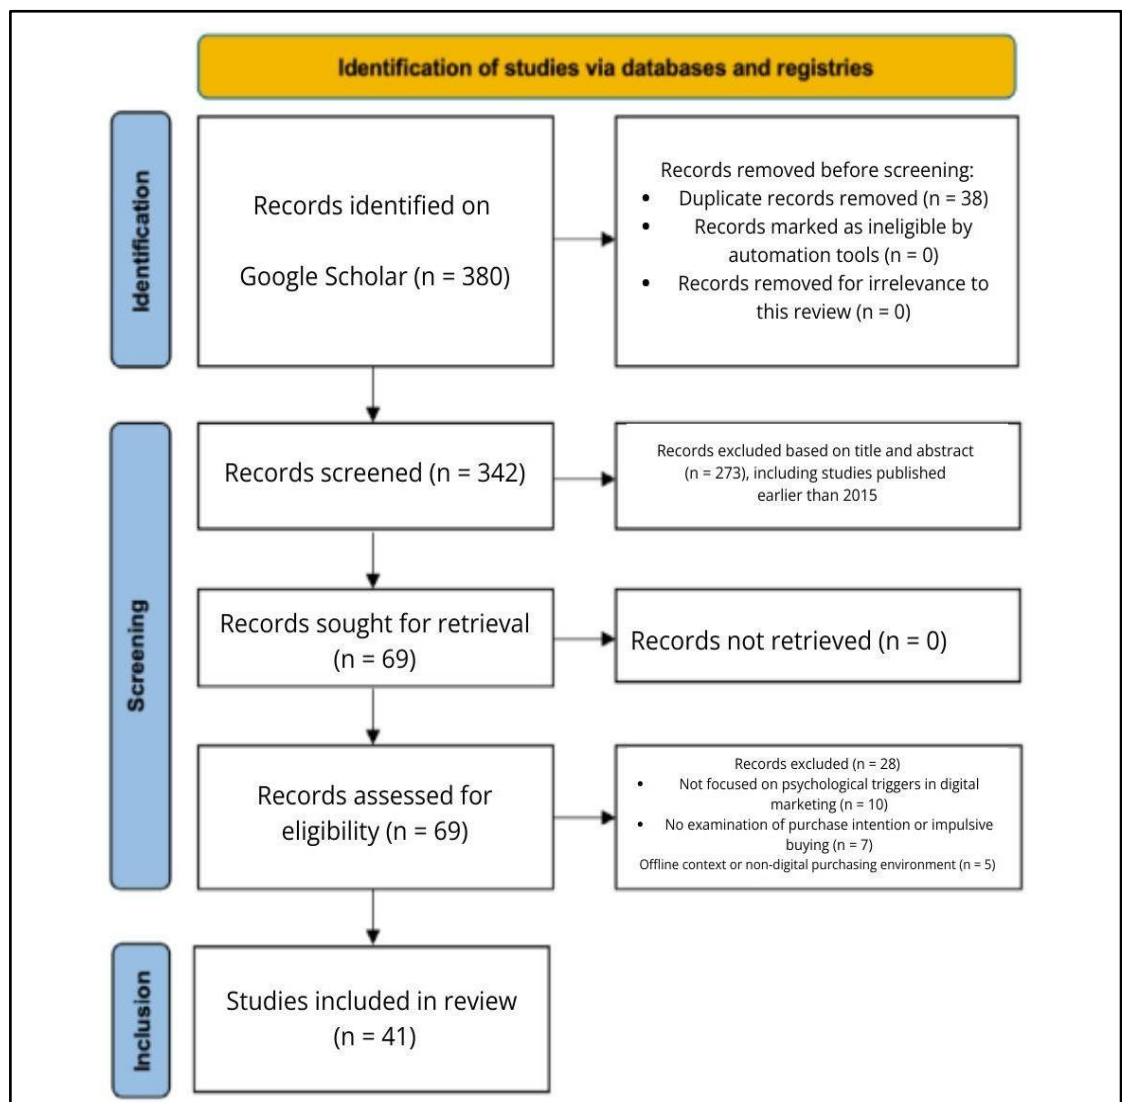 Identification of studies via databases and registries
Identification
Records identified on
Google Scholar (n = 380)
Records removed before screening:
• Duplicate records removed (n = 38)
• Records marked as ineligible by
automation tools (n = 0)
• Records removed for irrelevance to
this review (n = 0)
Screening
Records screened (n = 342)
Records excluded based on title and abstract
(n = 273), including studies published
earlier than 2015
Records sought for retrieval
(n = 69)
Records not retrieved (n = 0)
Records assessed for
eligibility (n = 69)
Records excluded (n = 28)
• Not focused on psychological triggers in digital
marketing (n = 10)
• No examination of purchase intention or impulsive
buying (n = 7)
Offline context or non-digital purchasing environment (n = 5)
Inclusion
Studies included in review
(n = 41)